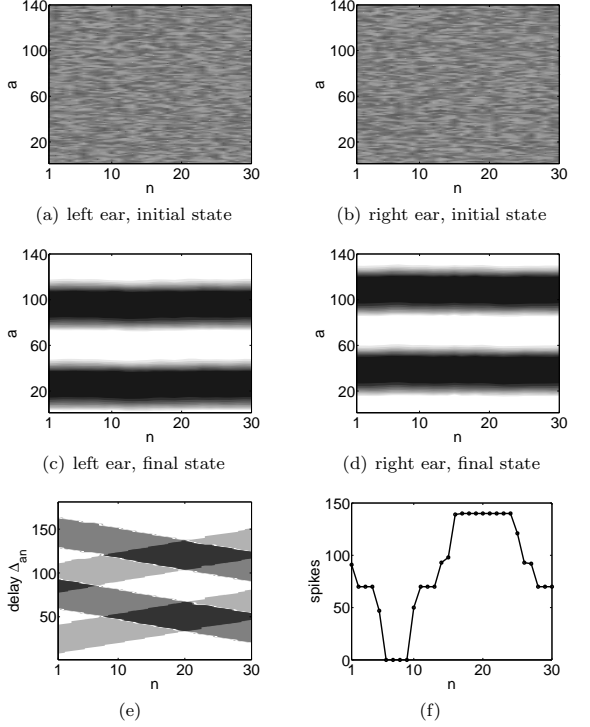 140
100
60
20
a
1
10
20
30
n
(a) left ear, initial state
140
100
60
20
a
1
10
20
30
n
(b) right ear, initial state
140
100
60
20
a
1
10
20
30
n
(c) left ear, final state
140
100
60
20
a
1
10
20
30
n
(d) right ear, final state
150
100
50
delay Δan
1
10
20
30
n
(e)
150
100
50
0
spikes
1
10
20
30
n
(f)